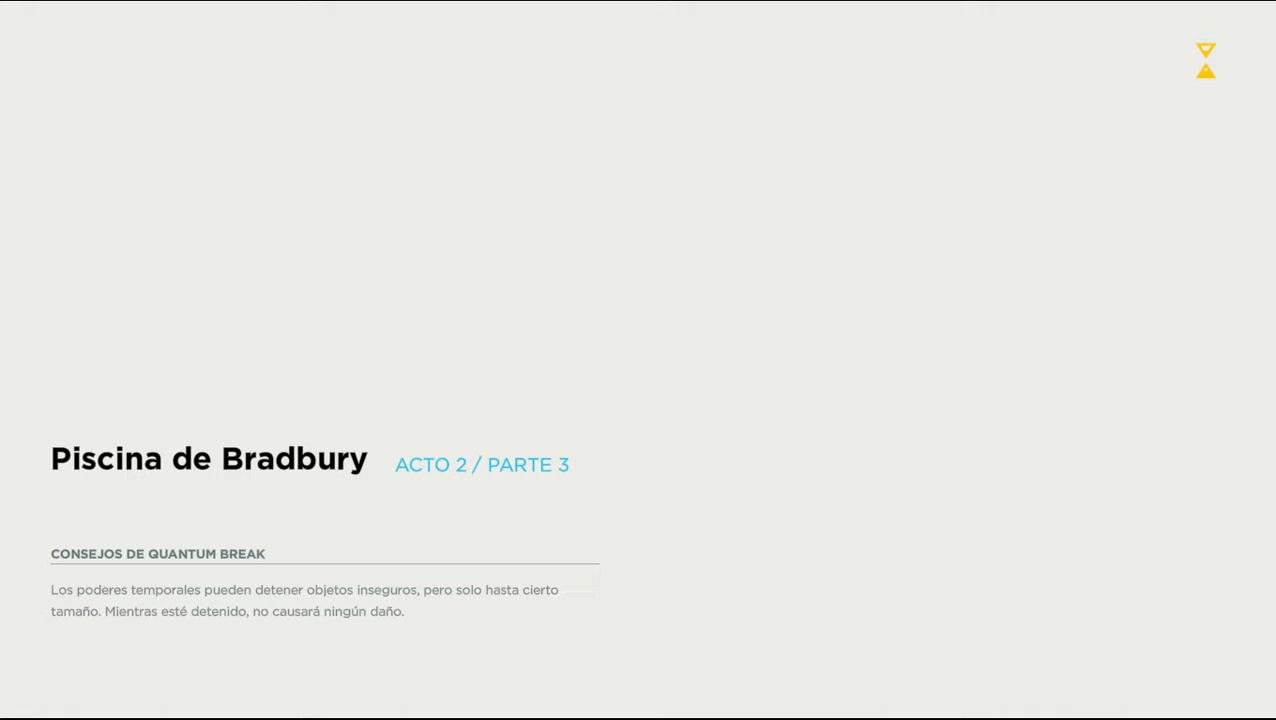 Piscina de Bradbury ACTO 2 / PARTE 3
CONSEJOS DE QUANTUM BREAK
Los poderes temporales pueden detener objetos inseguros, pero solo hasta cierto
tamaño. Mientras esté detenido, no causará ningún daño.